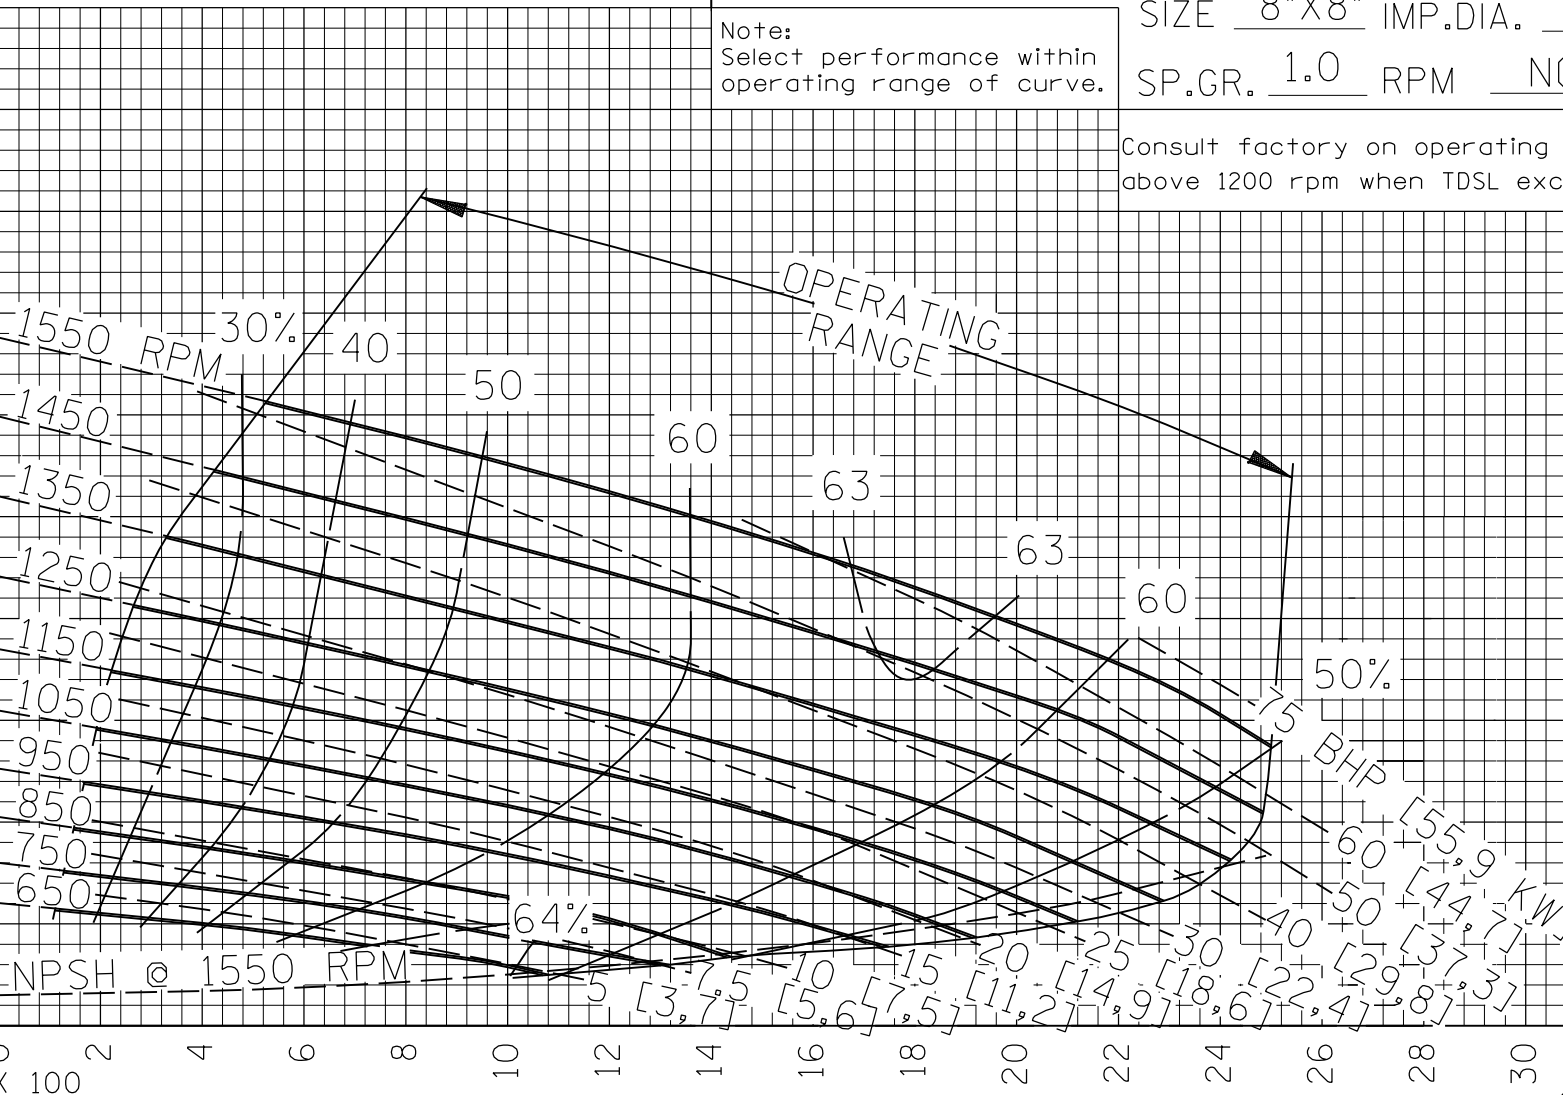 Note:
Select performance within
operating range of curve.
SIZE 8"X8" IMP.DIA.
SP.GR. 1.0 RPM
Consult factory on operating
above 1200 rpm when TDSL
OPERATING
RANGE
1550 RPM
30%
40
50
60
63
63
60
50%
1450
1350
1250
1150
1050
950
850
750
650
64%
NPSH @ 1550 RPM
75 BHP [55,9 KW]
60 [44,7]
50 [37,3]
40 [29,8]
30 [22,4]
25 [18,6]
20 [14,9]
15 [11,2]
10 [7,5]
7.5 [5.6]
5 [3,7]
0 2 4 6 8 10 12 14 16 18 20 22 24 26 28 30
X 100